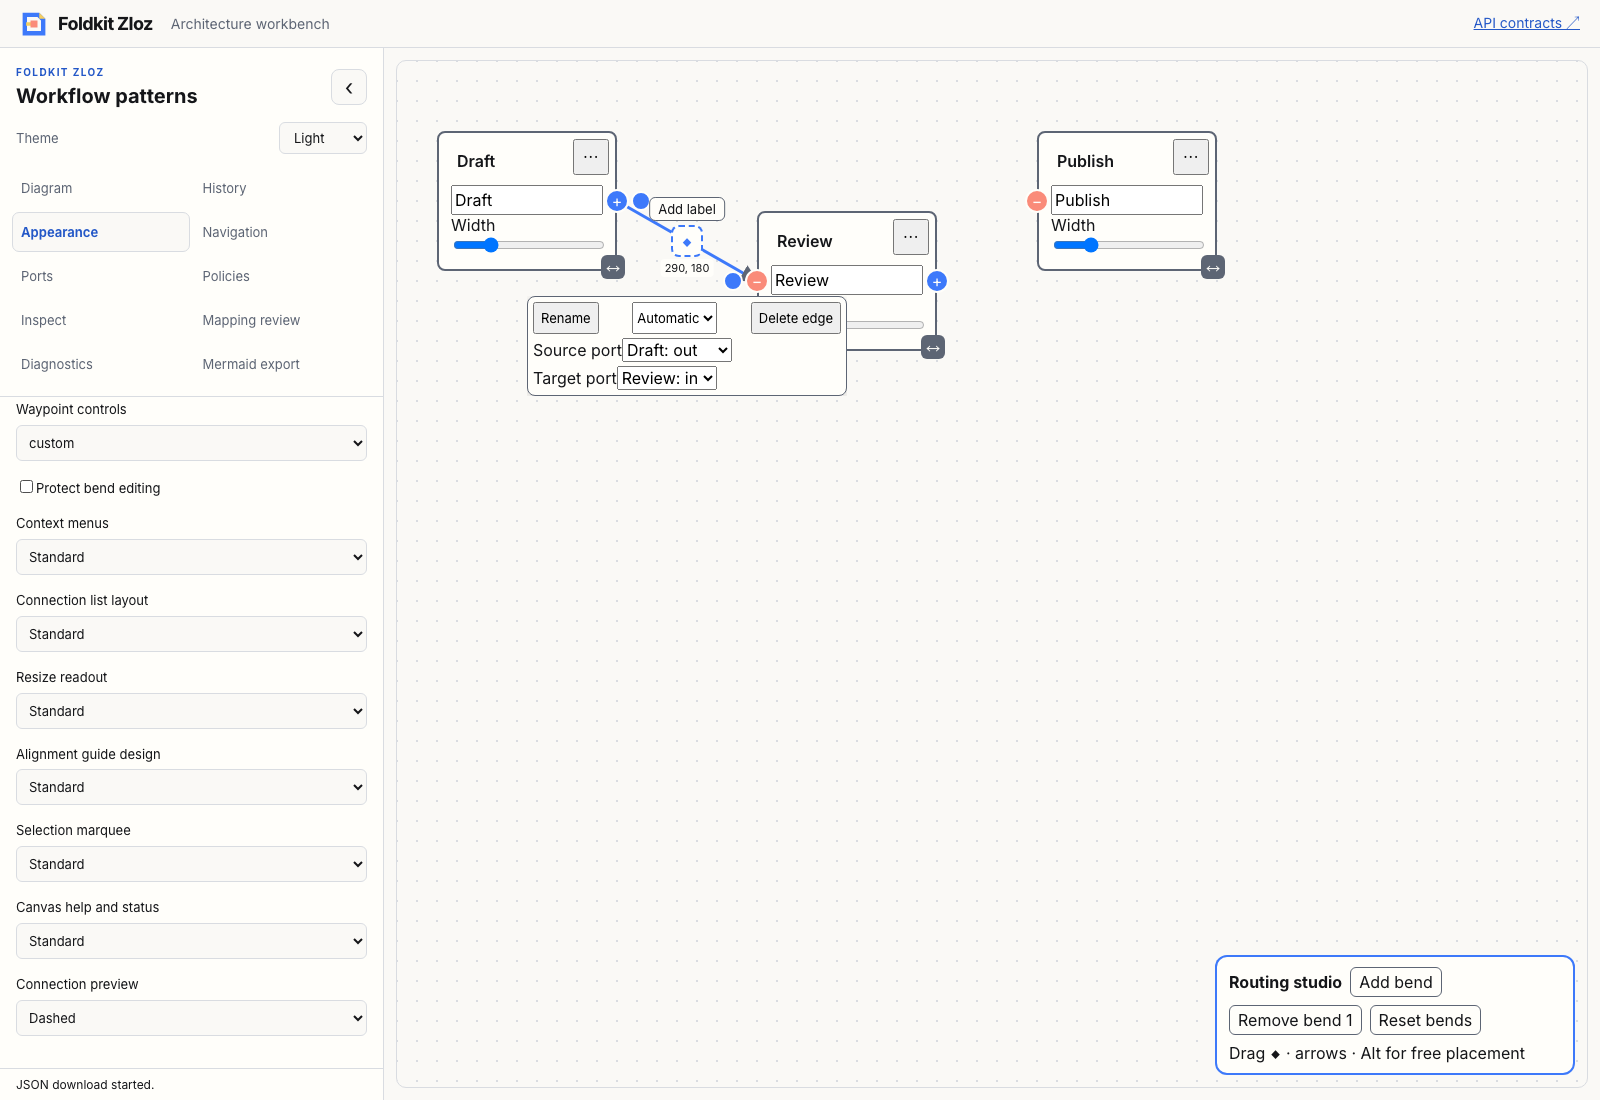 Foldkit Zloz
Architecture workbench
API contracts ↗
FOLDKIT ZLOZ
Workflow patterns
‹
Theme
Light
Diagram
History
Appearance
Navigation
Ports
Policies
Inspect
Mapping review
Diagnostics
Mermaid export
Waypoint controls
custom
Protect bend editing
Context menus
Standard
Connection list layout
Standard
Resize readout
Standard
Alignment guide design
Standard
Selection marquee
Standard
Canvas help and status
Standard
Connection preview
Dashed
JSON download started.
Draft
...
Draft
Width
+
↔
Add label
◆
290, 180
Review
...
−
Review
+
↔
Rename
Automatic
Delete edge
Source port
Draft: out
Target port
Review: in
Publish
...
−
Publish
Width
↔
Routing studio
Add bend
Remove bend 1
Reset bends
Drag ◆ · arrows · Alt for free placement